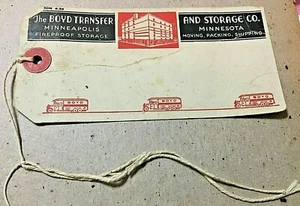 The BOYD TRANSFER
MINNEAPOLIS
FIREPROOF STORAGE
AND STORAGE CO.
MINNESOTA
MOVING, PACKING, SHIPPING
BOYD
BOYD
BOYD